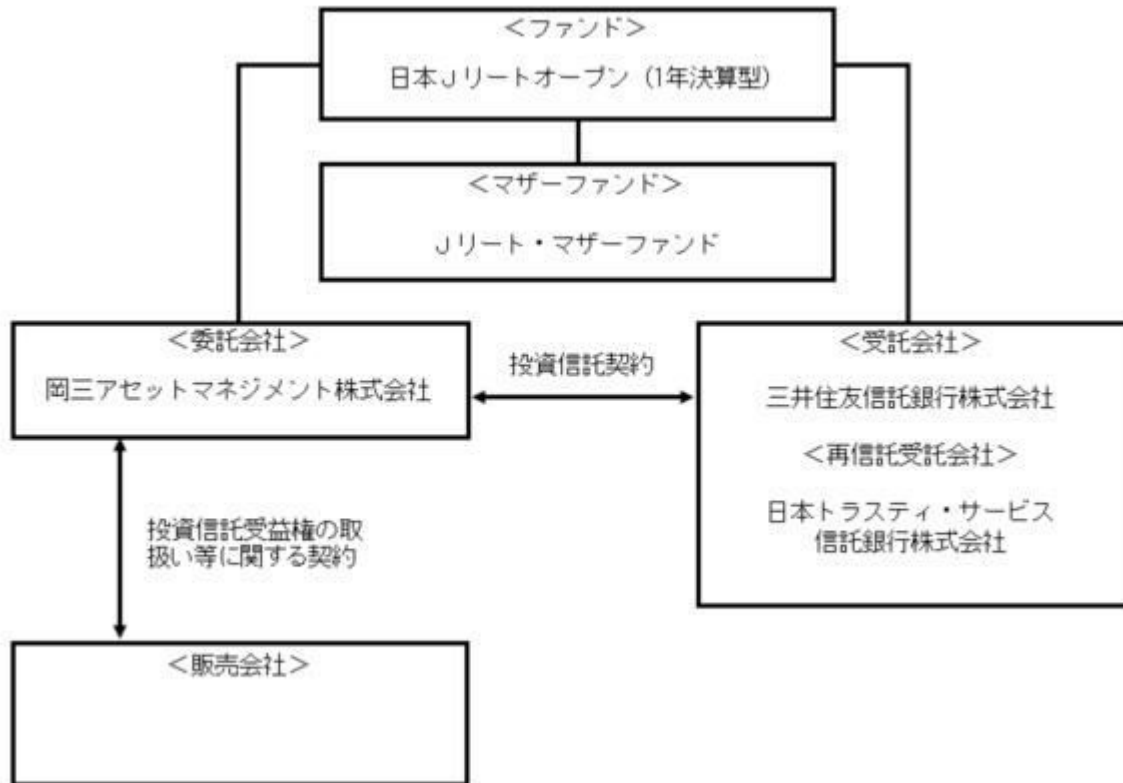 ＜ファンド＞
日本Ｊリートオープン（1年決算型）
＜マザーファンド＞
Ｊリート・マザーファンド
＜委託会社＞
岡三アセットマネジメント株式会社
投資信託契約
＜受託会社＞
三井住友信託銀行株式会社
＜再信託受託会社＞
日本トラスティ・サービス
信託銀行株式会社
投資信託受益権の取
扱い等に関する契約
＜販売会社＞